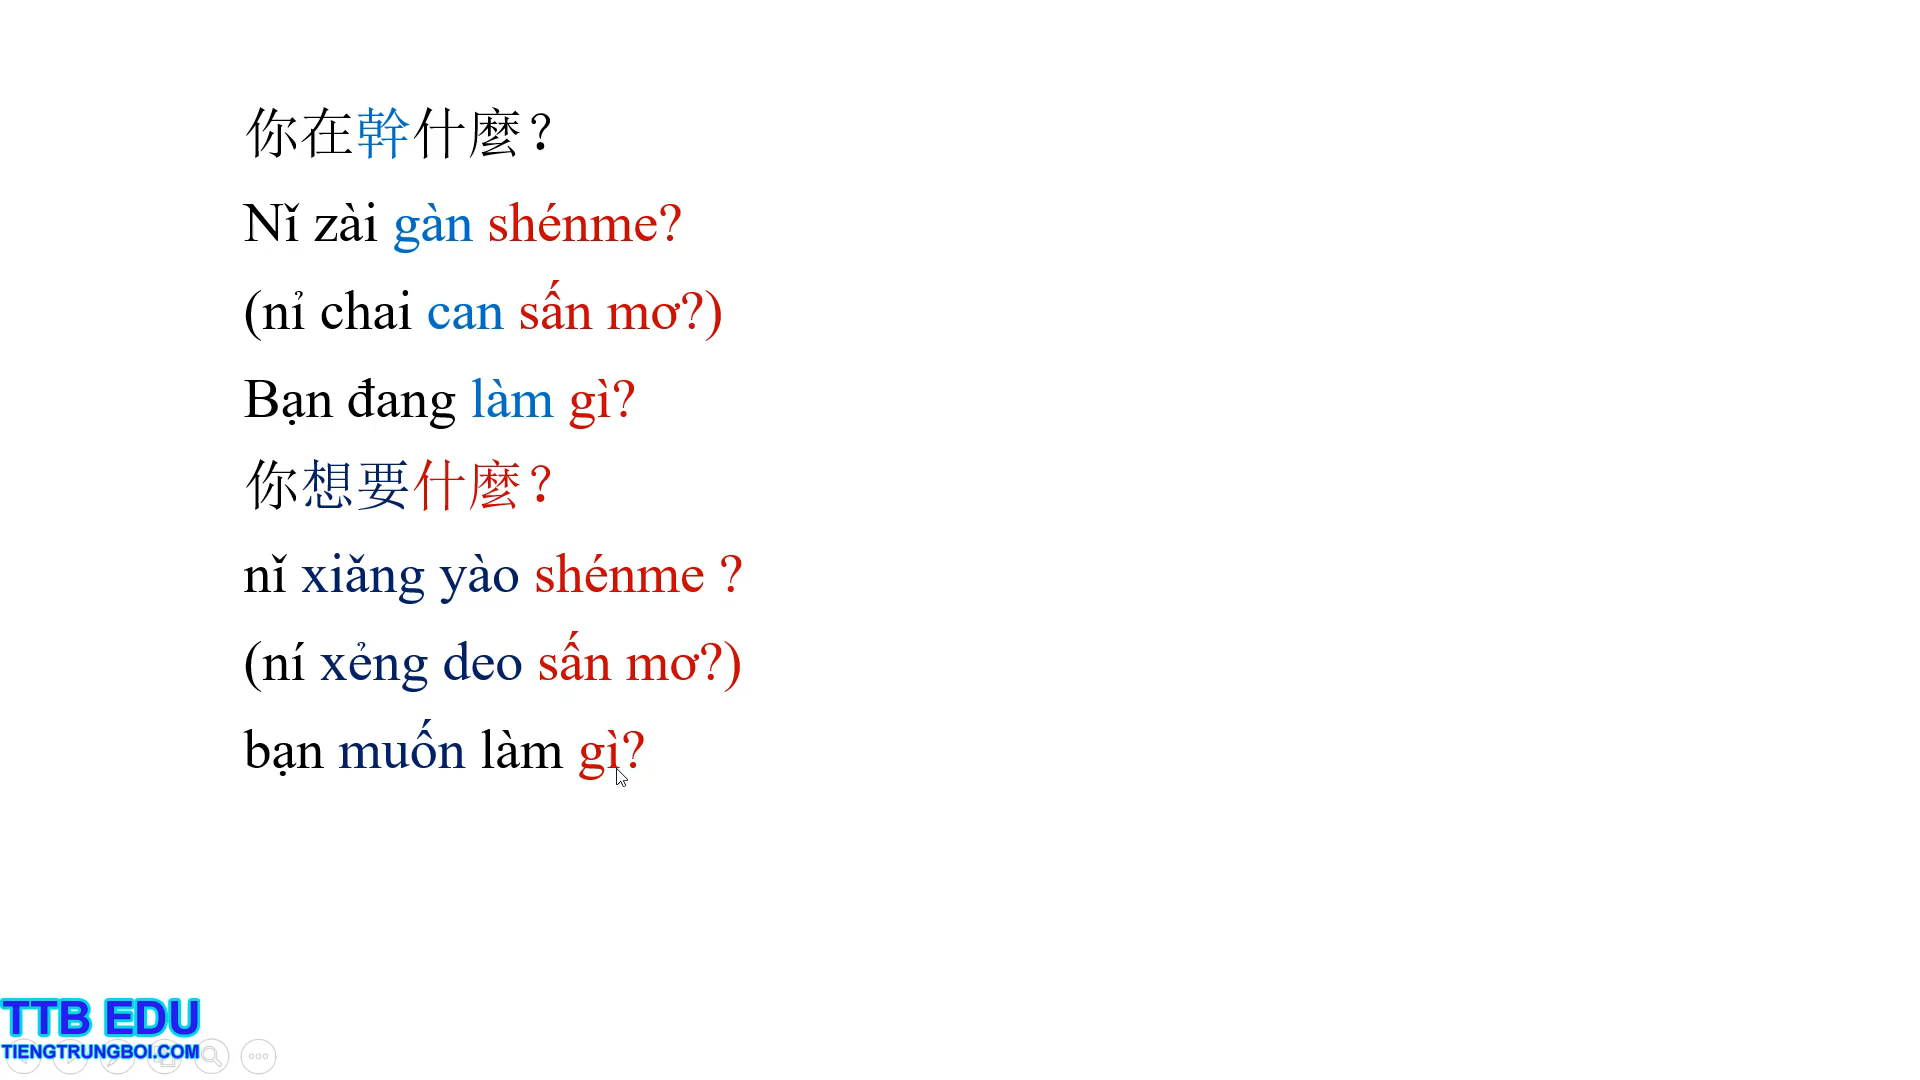 你在幹什麼？
Nǐ zài gàn shénme?
(nỉ chai can sấn mơ?)
Bạn đang làm gì?
你想要什麼？
nǐ xiǎng yào shénme ?
(ní xẻng deo sấn mơ?)
bạn muốn làm gì?
TTB EDU
TIENGTRUNGBOI.COM